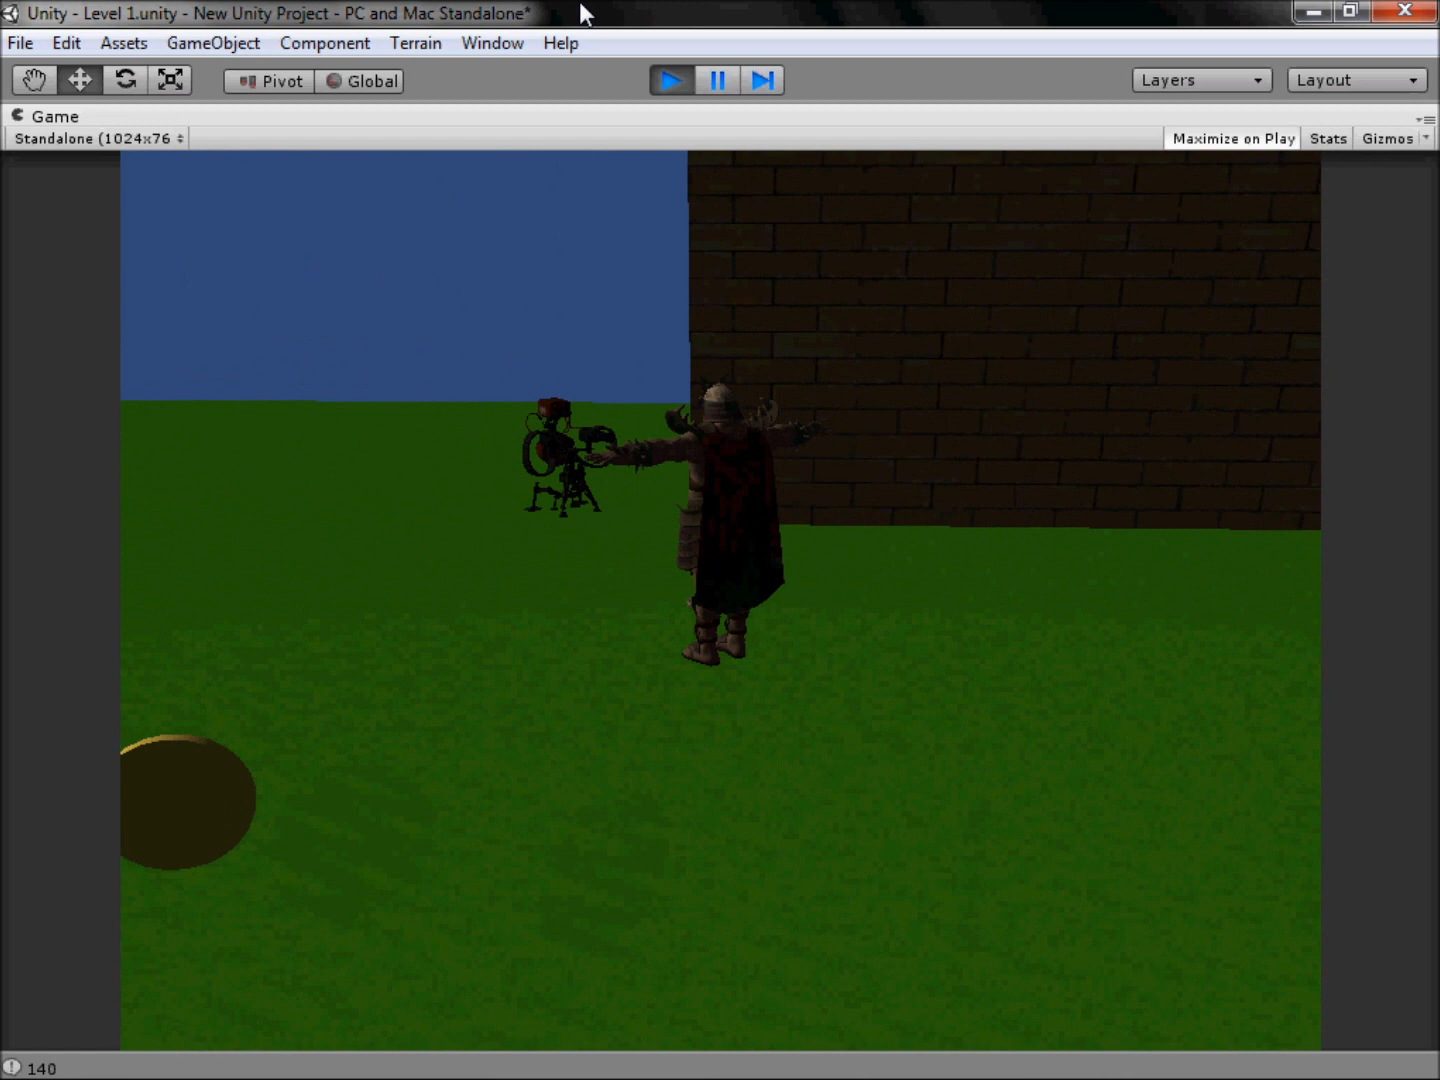 Unity - Level 1.unity - New Unity Project - PC and Mac Standalone*
File Edit Assets GameObject Component Terrain Window Help
Pivot Global Layers Layout
Game
Standalone (1024x76 Maximize on Play Stats Gizmos
140